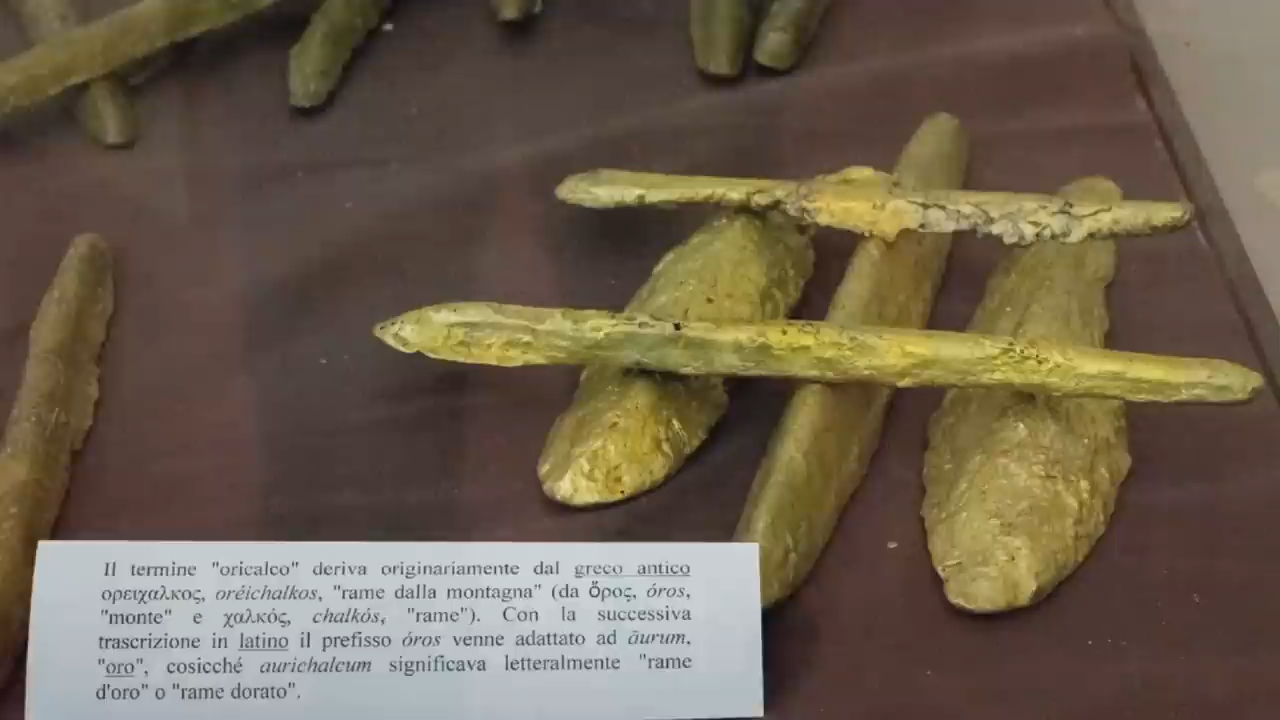 Il termine "oricalco" deriva originariamente dal greco antico
ορειχαλκος, oréichalkos, "rame dalla montagna" (da ὄρος, óros,
"monte" e χαλκός, chalkós, "rame"). Con la successiva
trascrizione in latino il prefisso óros venne adattato ad āurum,
"oro", cosicché aurichalcum significava letteralmente "rame
d'oro" o "rame dorato".